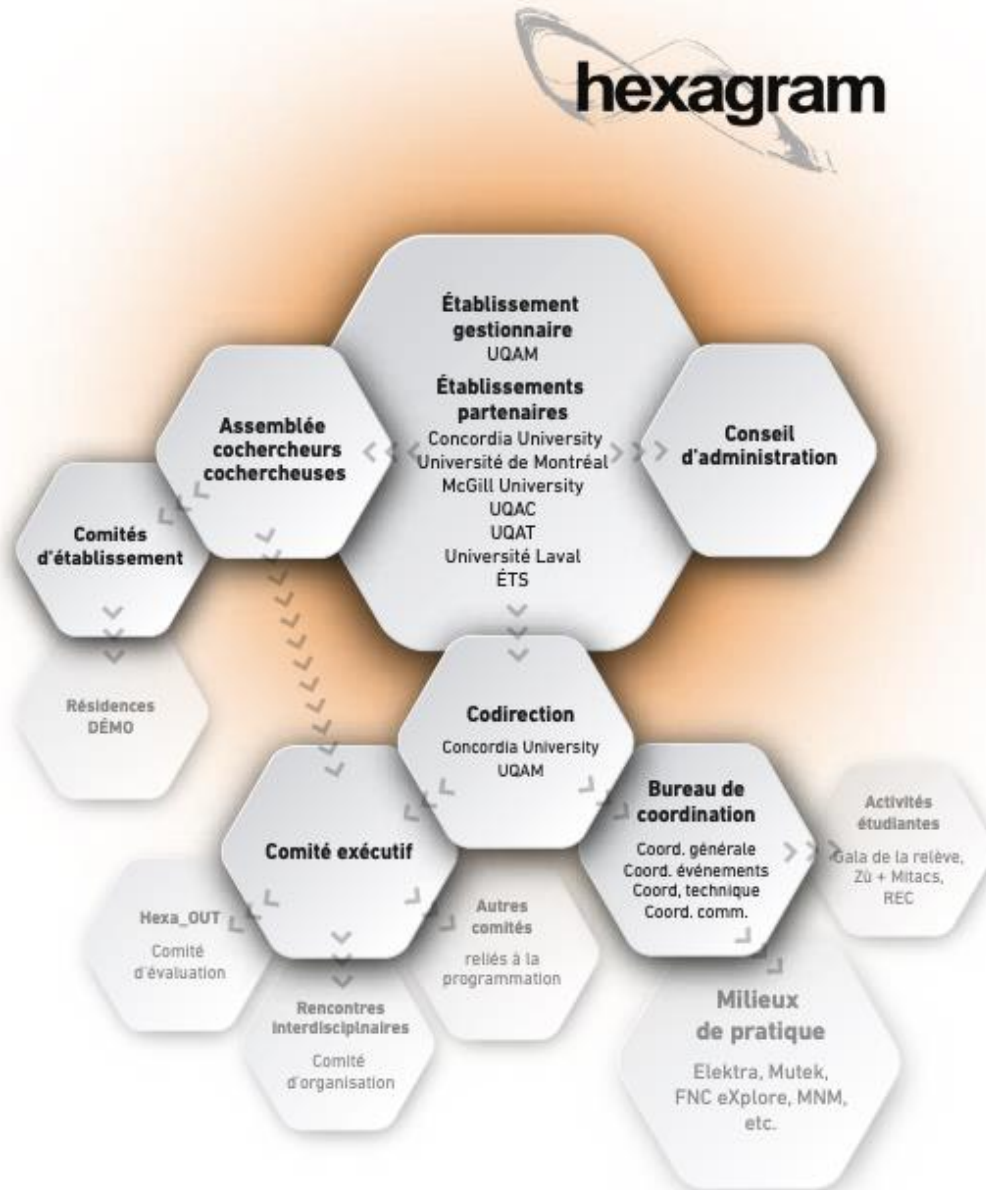 hexagram
Établissement
gestionnaire
UQAM
Établissements
partenaires
Concordia University
Université de Montréal
McGill University
UQAC
UQAT
Université Laval
ÉTS
Assemblée
cochercheurs
cochercheuses
Conseil
d'administration
Comités
d'établissement
Résidences
DÉMO
Codirection
Concordia University
UQAM
Comité exécutif
Bureau de
coordination
Coord. générale
Coord. événements
Coord, technique
Coord. comm.
Activités
étudiantes
Gala de la relève,
Zù + Mitacs,
REC
Hexa_OUT
Comité
d'évaluation
Autres
comités
reliés à la
programmation
Rencontres
interdisciplnaires
Comité
d'organisation
Milieux
de pratique
Elektra, Mutek,
FNC eXplore, MNM,
etc.